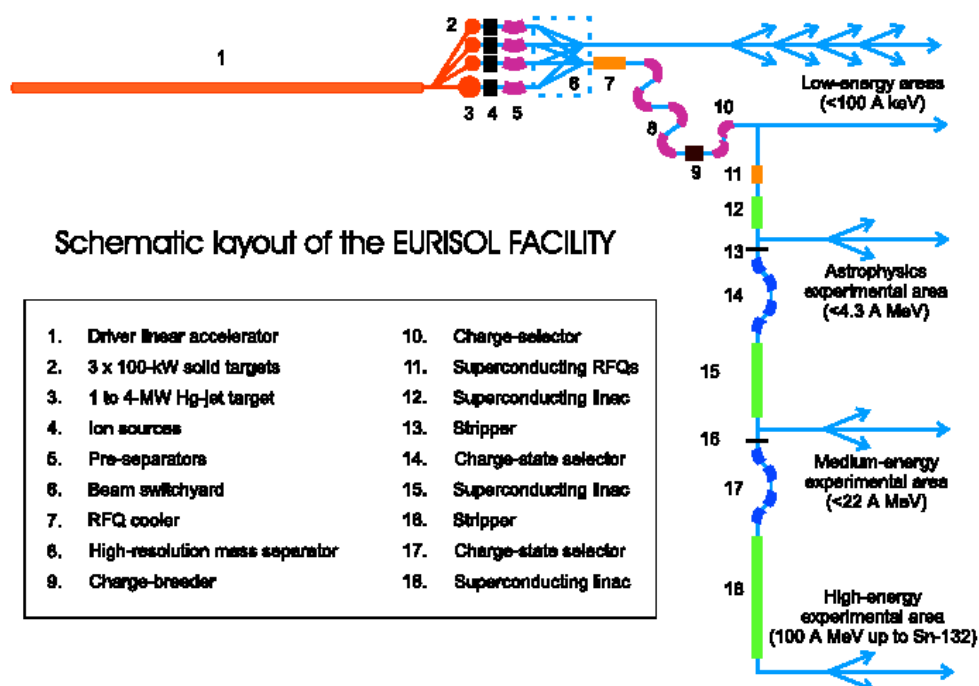 1
2
3
4
5
6
7
8
9
10
Low-energy areas
(<100 A keV)
11
12
13
14
Astrophysics
experimental area
(<4.3 A MeV)
15
16
17
Medium-energy
experimental area
(<22 A MeV)
18
High-energy
experimental area
(100 A MeV up to Sn-132)
Schematic layout of the EURISOL FACILITY
1. Driver linear accelerator
2. 3 x 100-kW solid targets
3. 1 to 4-MW Hg-jet target
4. Ion sources
5. Pre-separators
6. Beam switchyard
7. RFQ cooler
8. High-resolution mass separator
9. Charge-breeder
10. Charge-selector
11. Superconducting RFQs
12. Superconducting linac
13. Stripper
14. Charge-state selector
15. Superconducting linac
16. Stripper
17. Charge-state selector
18. Superconducting linac